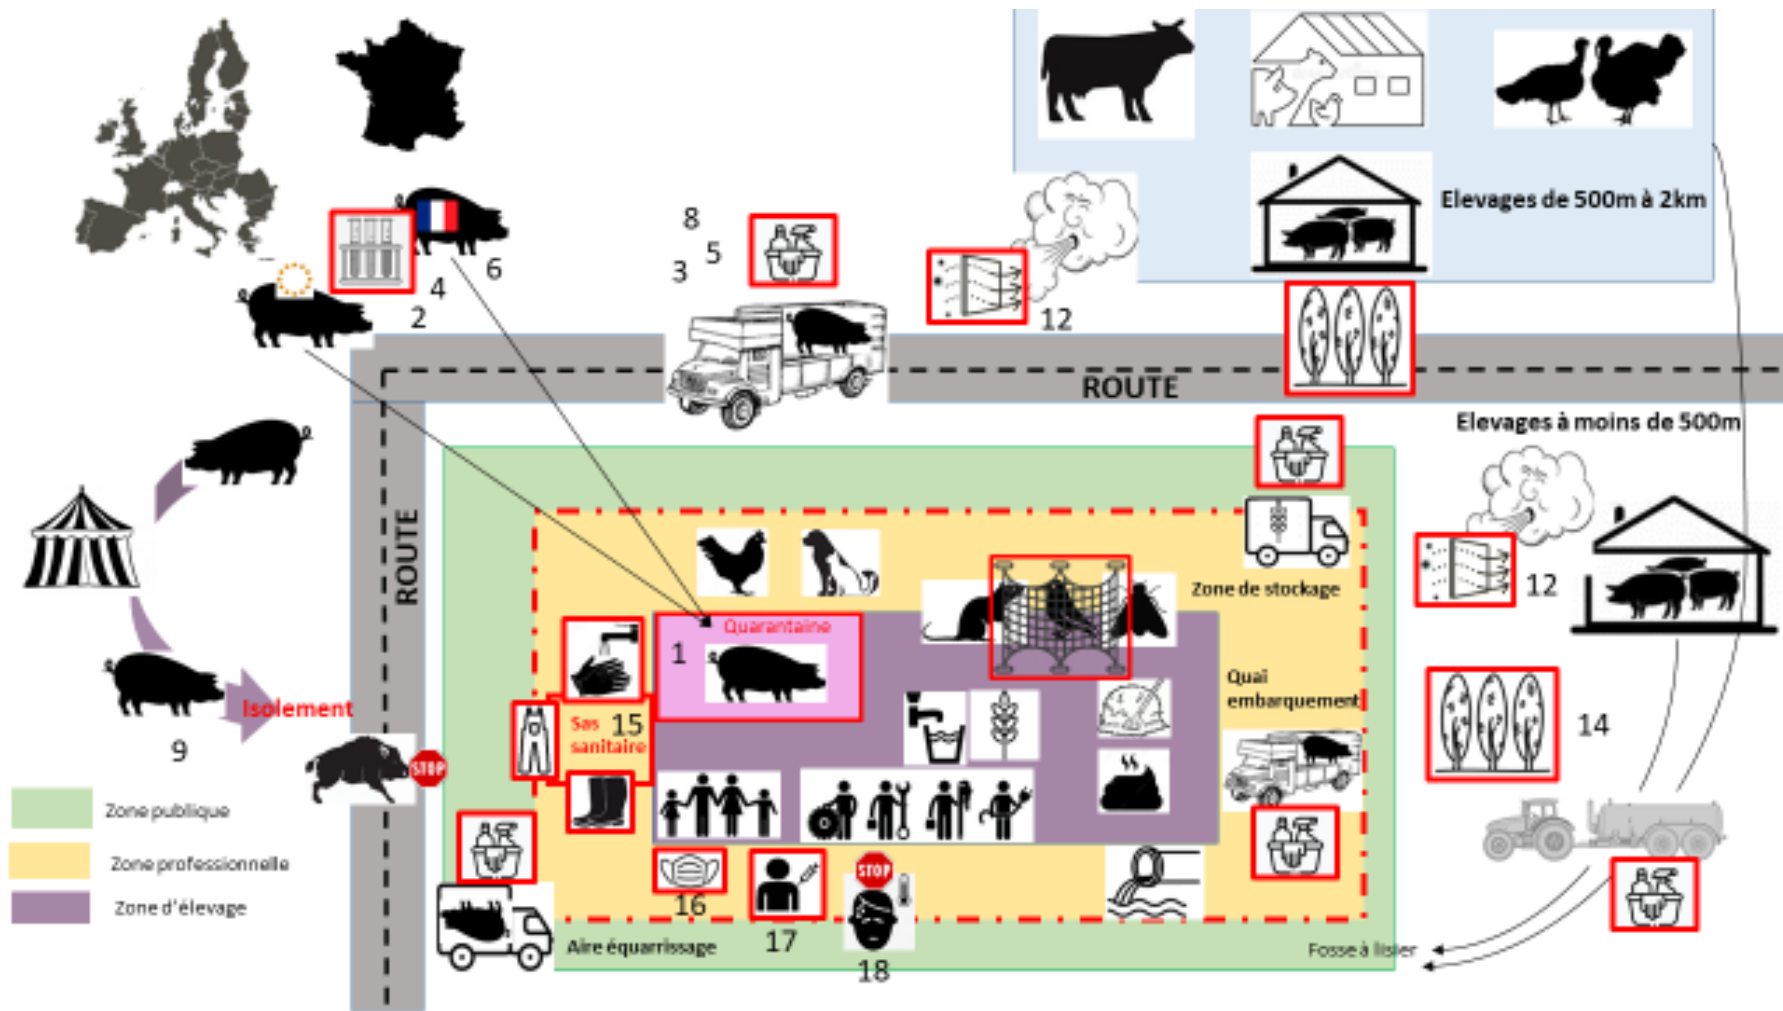 Elevages de 500m à 2km
8
5
3
6
4
2
12
ROUTE
Elevages à moins de 500m
ROUTE
Zone de stockage
12
Quarantaine
1
Quai
embarquement
Isolement
Sas
sanitaire
15
14
9
STOP
Zone publique
Zone professionnelle
Zone d'élevage
STOP
16
17
18
Aire équarrissage
Fosse à lisier